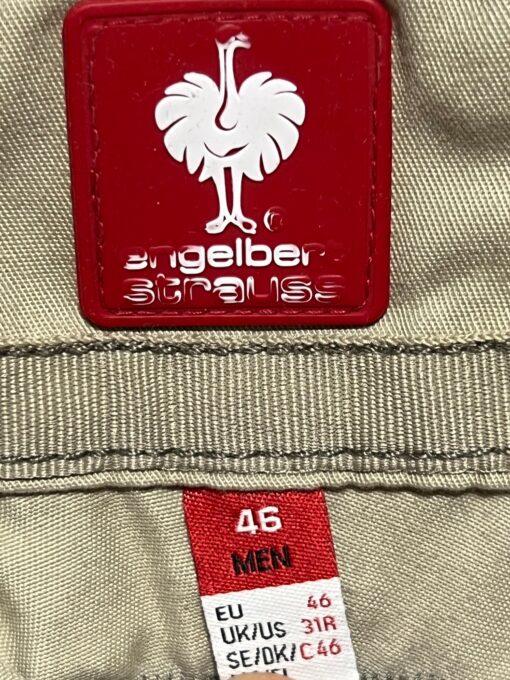 engelbert
strauss
46
MEN
EU 46
UK/US 31R
SE/DK/ C46